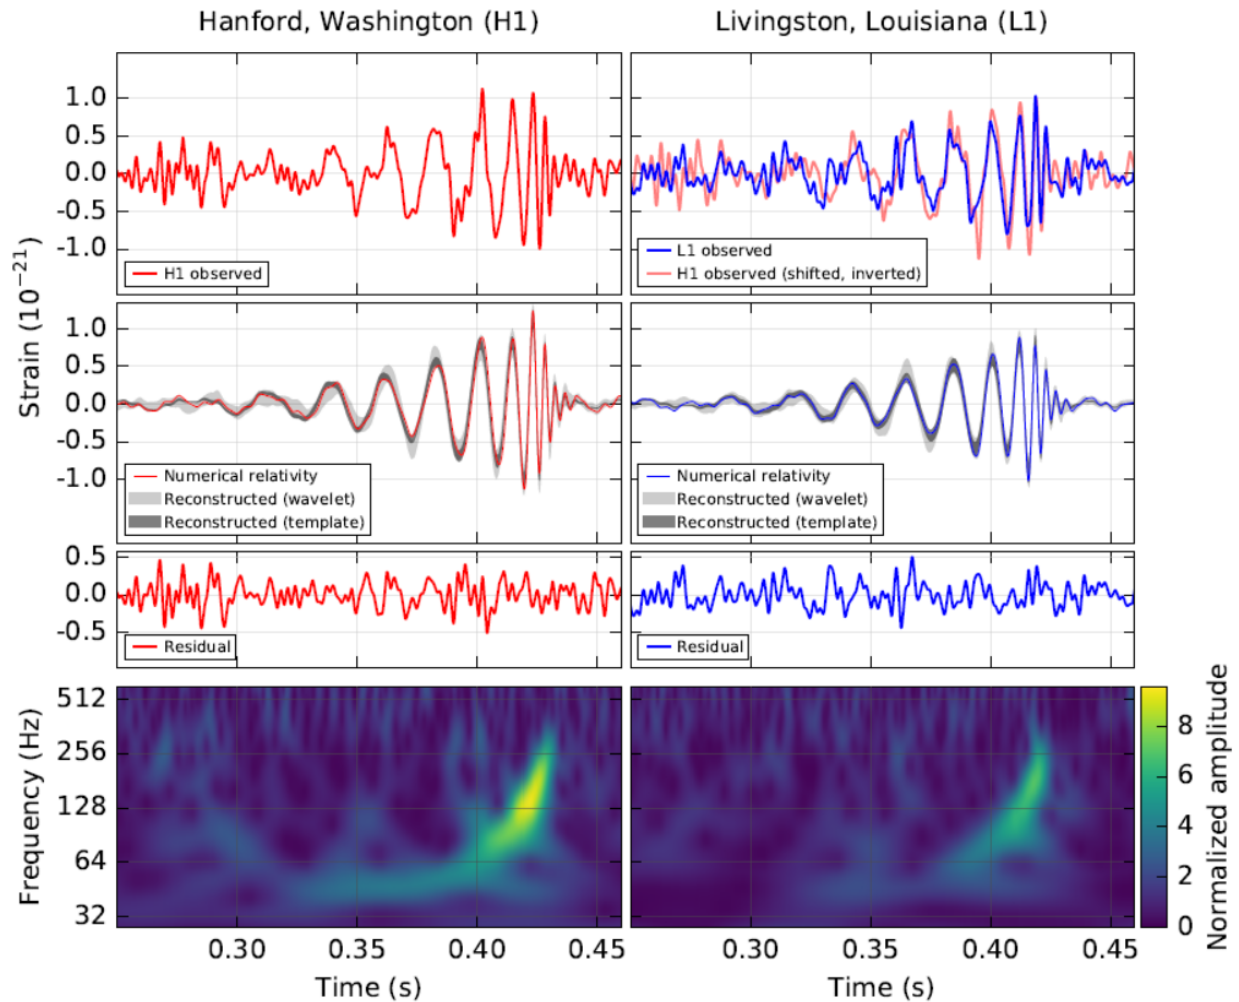 Hanford, Washington (H1)
Livingston, Louisiana (L1)
Strain (10⁻²¹)
1.0
0.5
0.0
-0.5
-1.0
H1 observed
L1 observed
H1 observed (shifted, inverted)
1.0
0.5
0.0
-0.5
-1.0
Numerical relativity
Reconstructed (wavelet)
Reconstructed (template)
Numerical relativity
Reconstructed (wavelet)
Reconstructed (template)
0.5
0.0
-0.5
Residual
Residual
Frequency (Hz)
512
256
128
64
32
Normalized amplitude
8
6
4
2
0
0.30
0.35
0.40
0.45
0.30
0.35
0.40
0.45
Time (s)
Time (s)